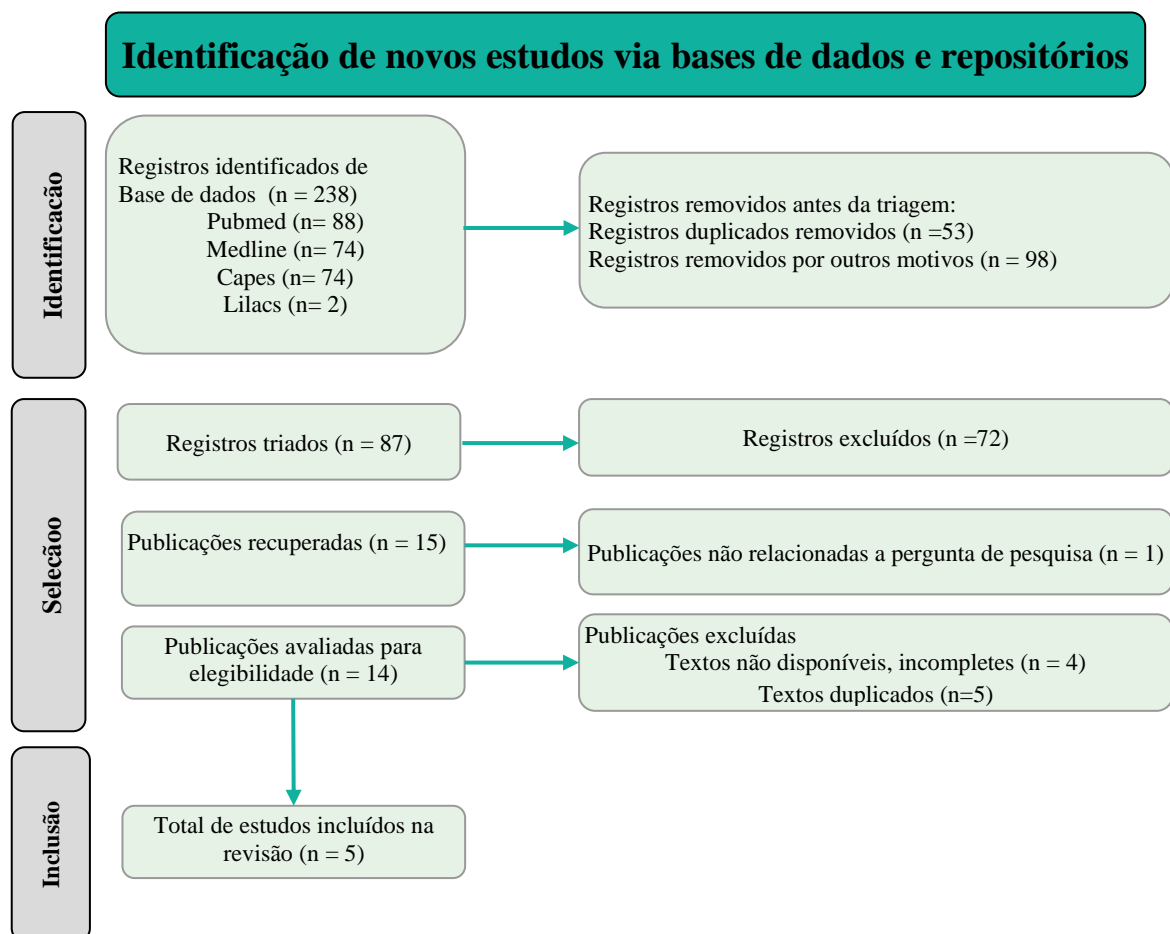 Identificação de novos estudos via bases de dados e repositórios
Identificação
Registros identificados de
Base de dados (n = 238)
Pubmed (n= 88)
Medline (n= 74)
Capes (n= 74)
Lilacs (n= 2)
Registros removidos antes da triagem:
Registros duplicados removidos (n =53)
Registros removidos por outros motivos (n = 98)
Seleçãoo
Registros triados (n = 87)
Registros excluídos (n =72)
Publicações recuperadas (n = 15)
Publicações não relacionadas a pergunta de pesquisa (n = 1)
Publicações avaliadas para
elegibilidade (n = 14)
Publicações excluídas
Textos não disponíveis, incompletes (n = 4)
Textos duplicados (n=5)
Inclusão
Total de estudos incluídos na
revisão (n = 5)